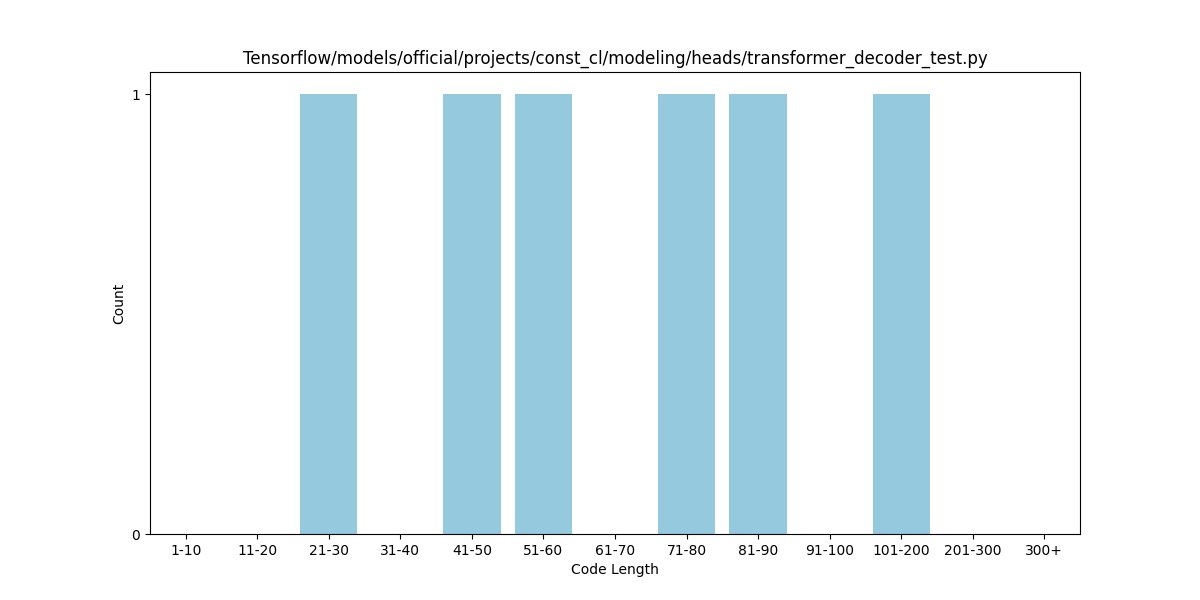 Tensorflow/models/official/projects/const_cl/modeling/heads/transformer_decoder_test.py
1
Count
0
1-10 11-20 21-30 31-40 41-50 51-60 61-70 71-80 81-90 91-100 101-200 201-300 300+
Code Length